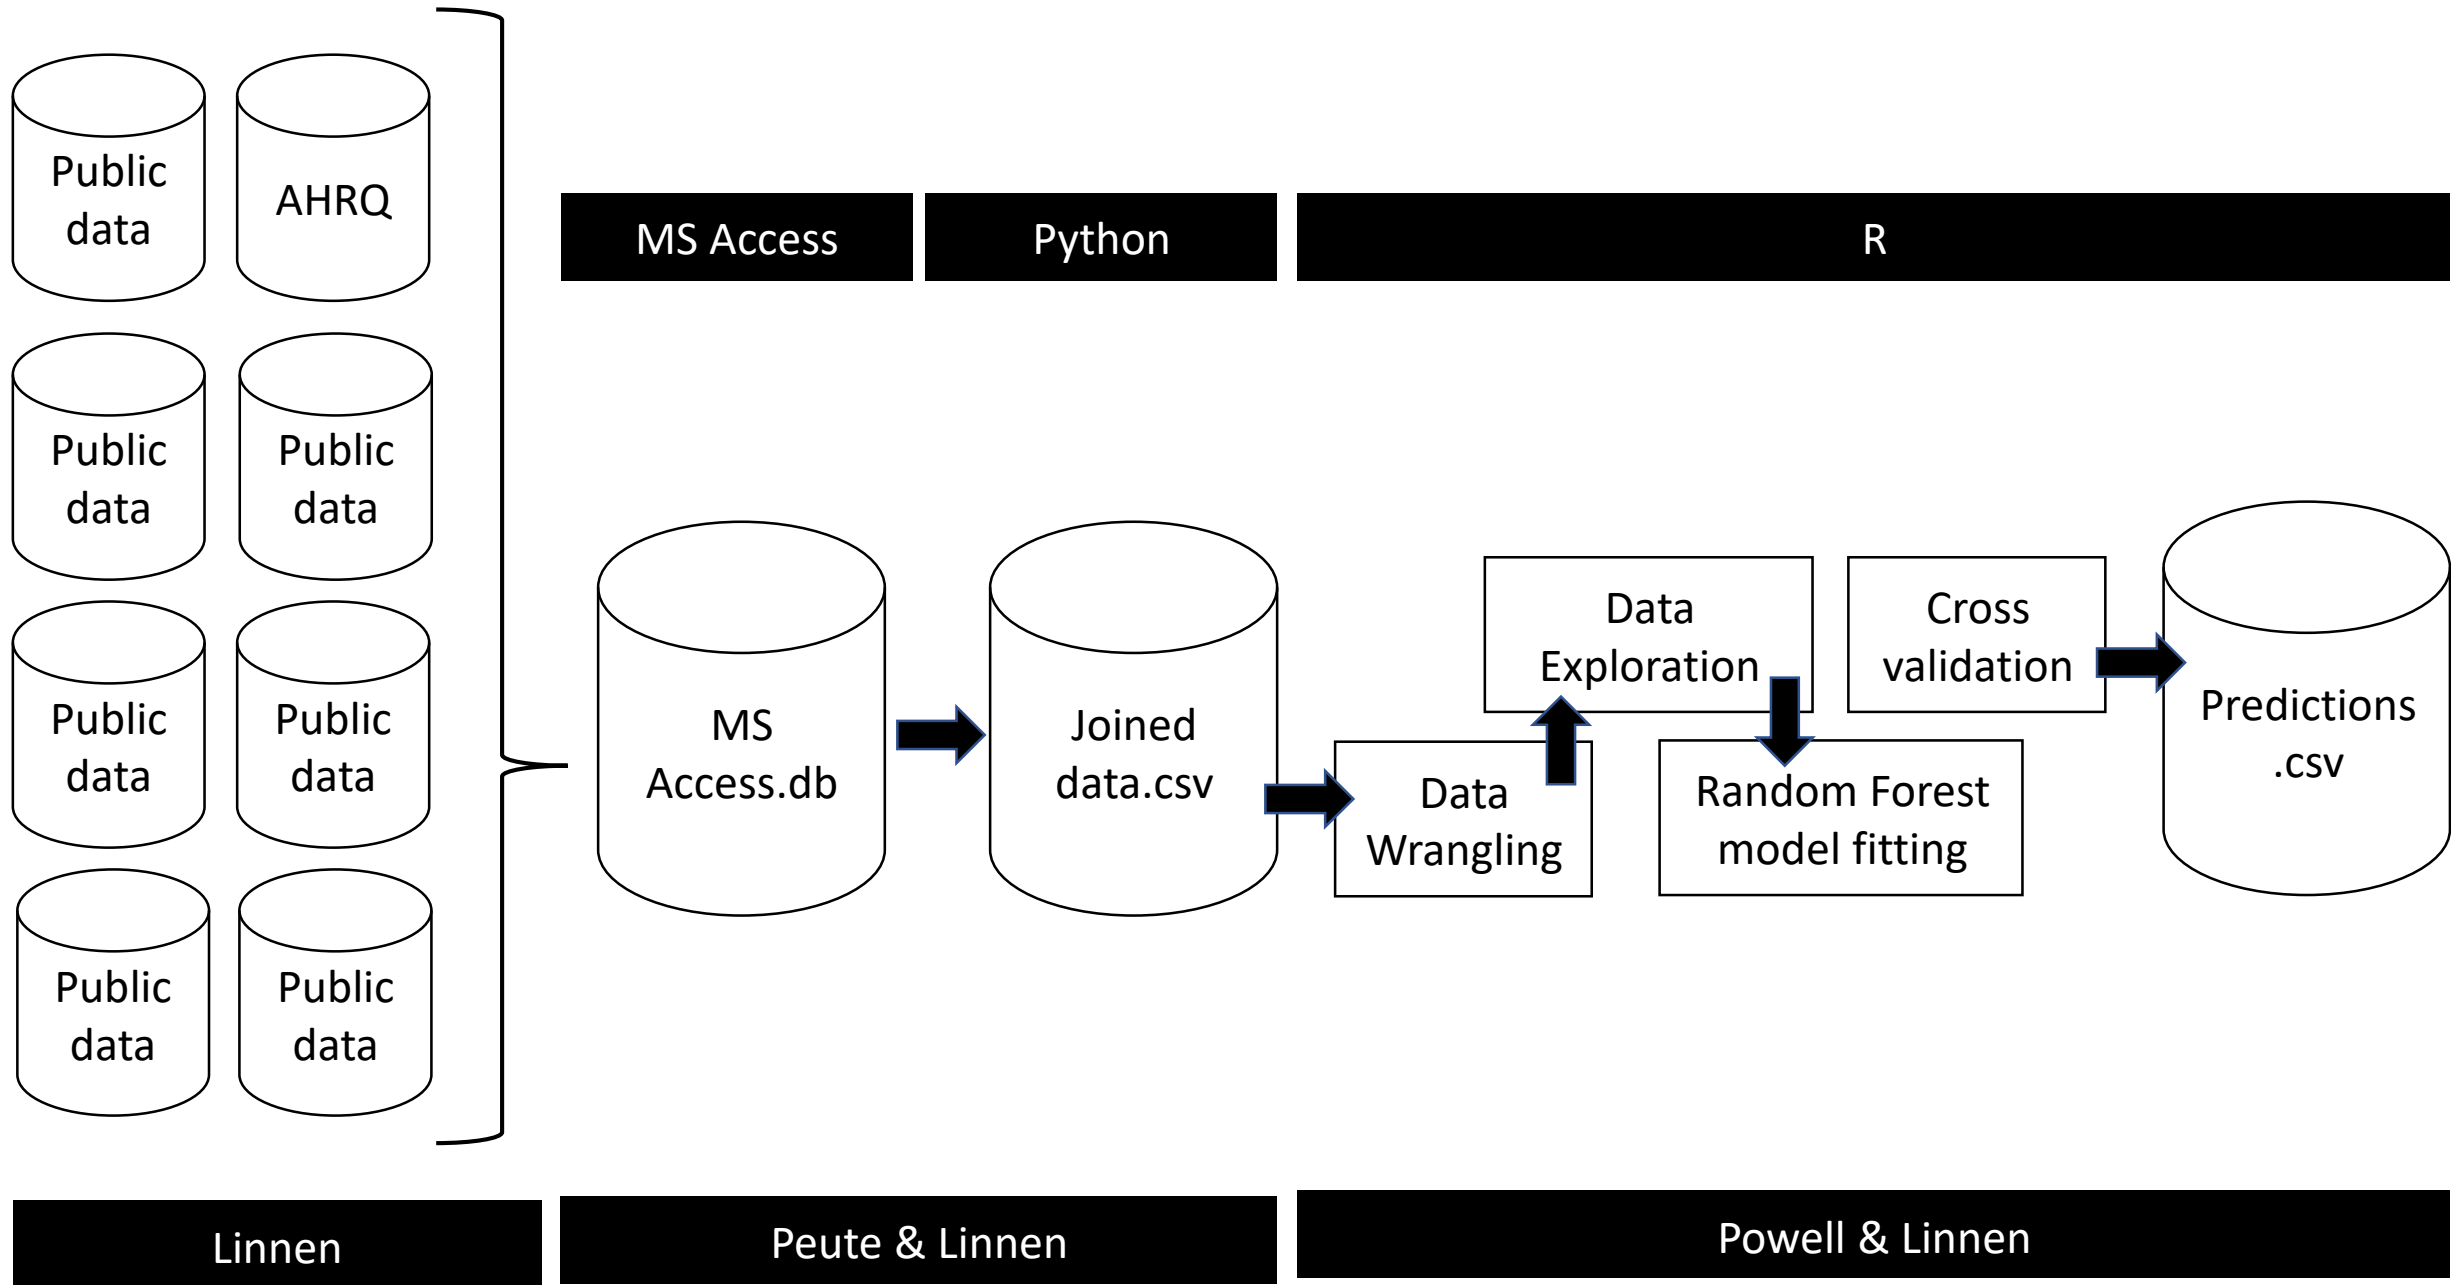 Public
data
AHRQ
Public
data
Public
data
Public
data
Public
data
Public
data
Public
data
MS Access
Python
R
MS
Access.db
Joined
data.csv
Data
Wrangling
Data
Exploration
Random Forest
model fitting
Cross
validation
Predictions
.csv
Linnen
Peute & Linnen
Powell & Linnen